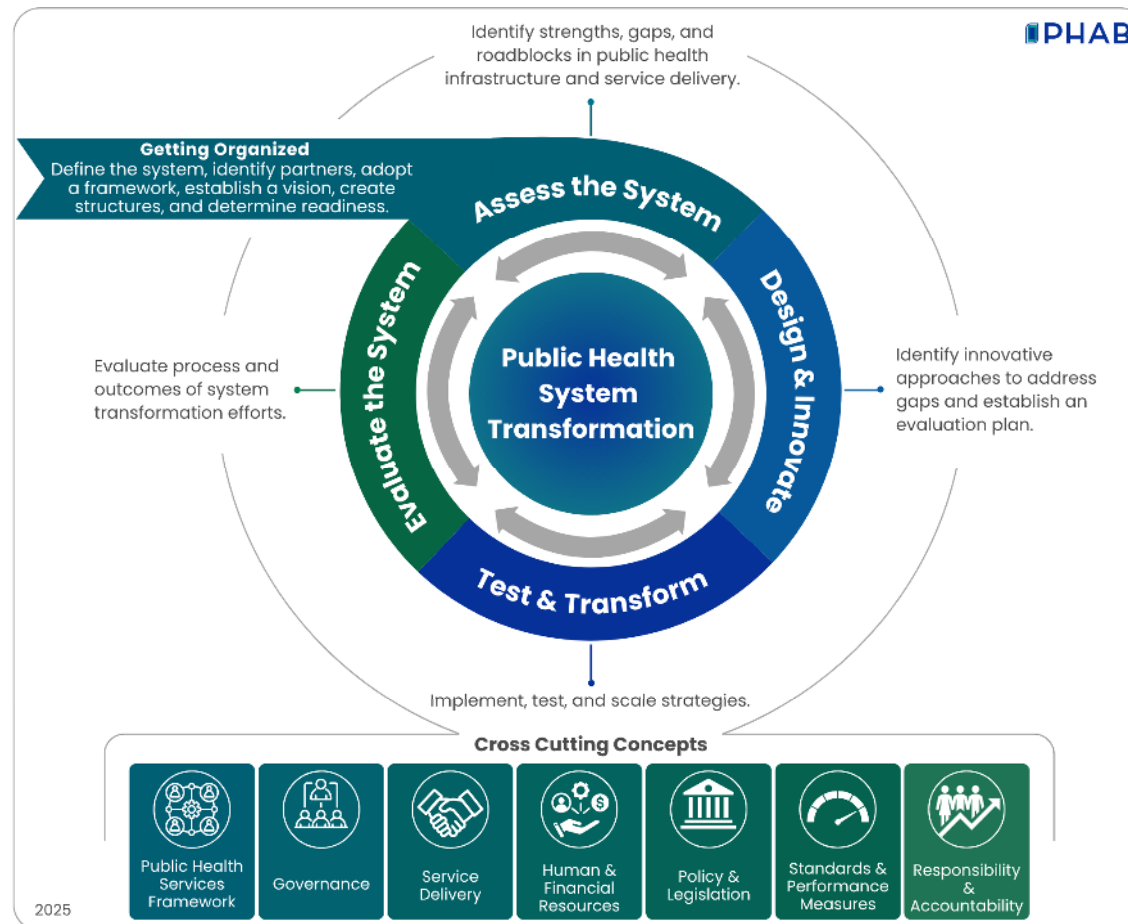 PHAB
Identify strengths, gaps, and
roadblocks in public health
infrastructure and service delivery.
Getting Organized
Define the system, identify partners, adopt
a framework, establish a vision, create
structures, and determine readiness.
Assess the System
Design & Innovate
Identify innovative
approaches to address
gaps and establish an
evaluation plan.
Test & Transform
Implement, test, and scale strategies.
Evaluate the System
Evaluate process and
outcomes of system
transformation efforts.
Public Health
System
Transformation
Cross Cutting Concepts
Public Health
Services
Framework
Governance
Service
Delivery
Human &
Financial
Resources
Policy &
Legislation
Standards &
Performance
Measures
Responsibility
&
Accountability
2025